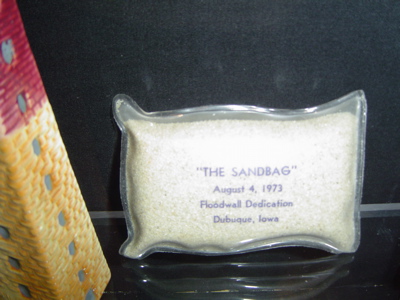 "THE SANDBAG"
August 4, 1973
Floodwall Dedication
Dubuque, Iowa